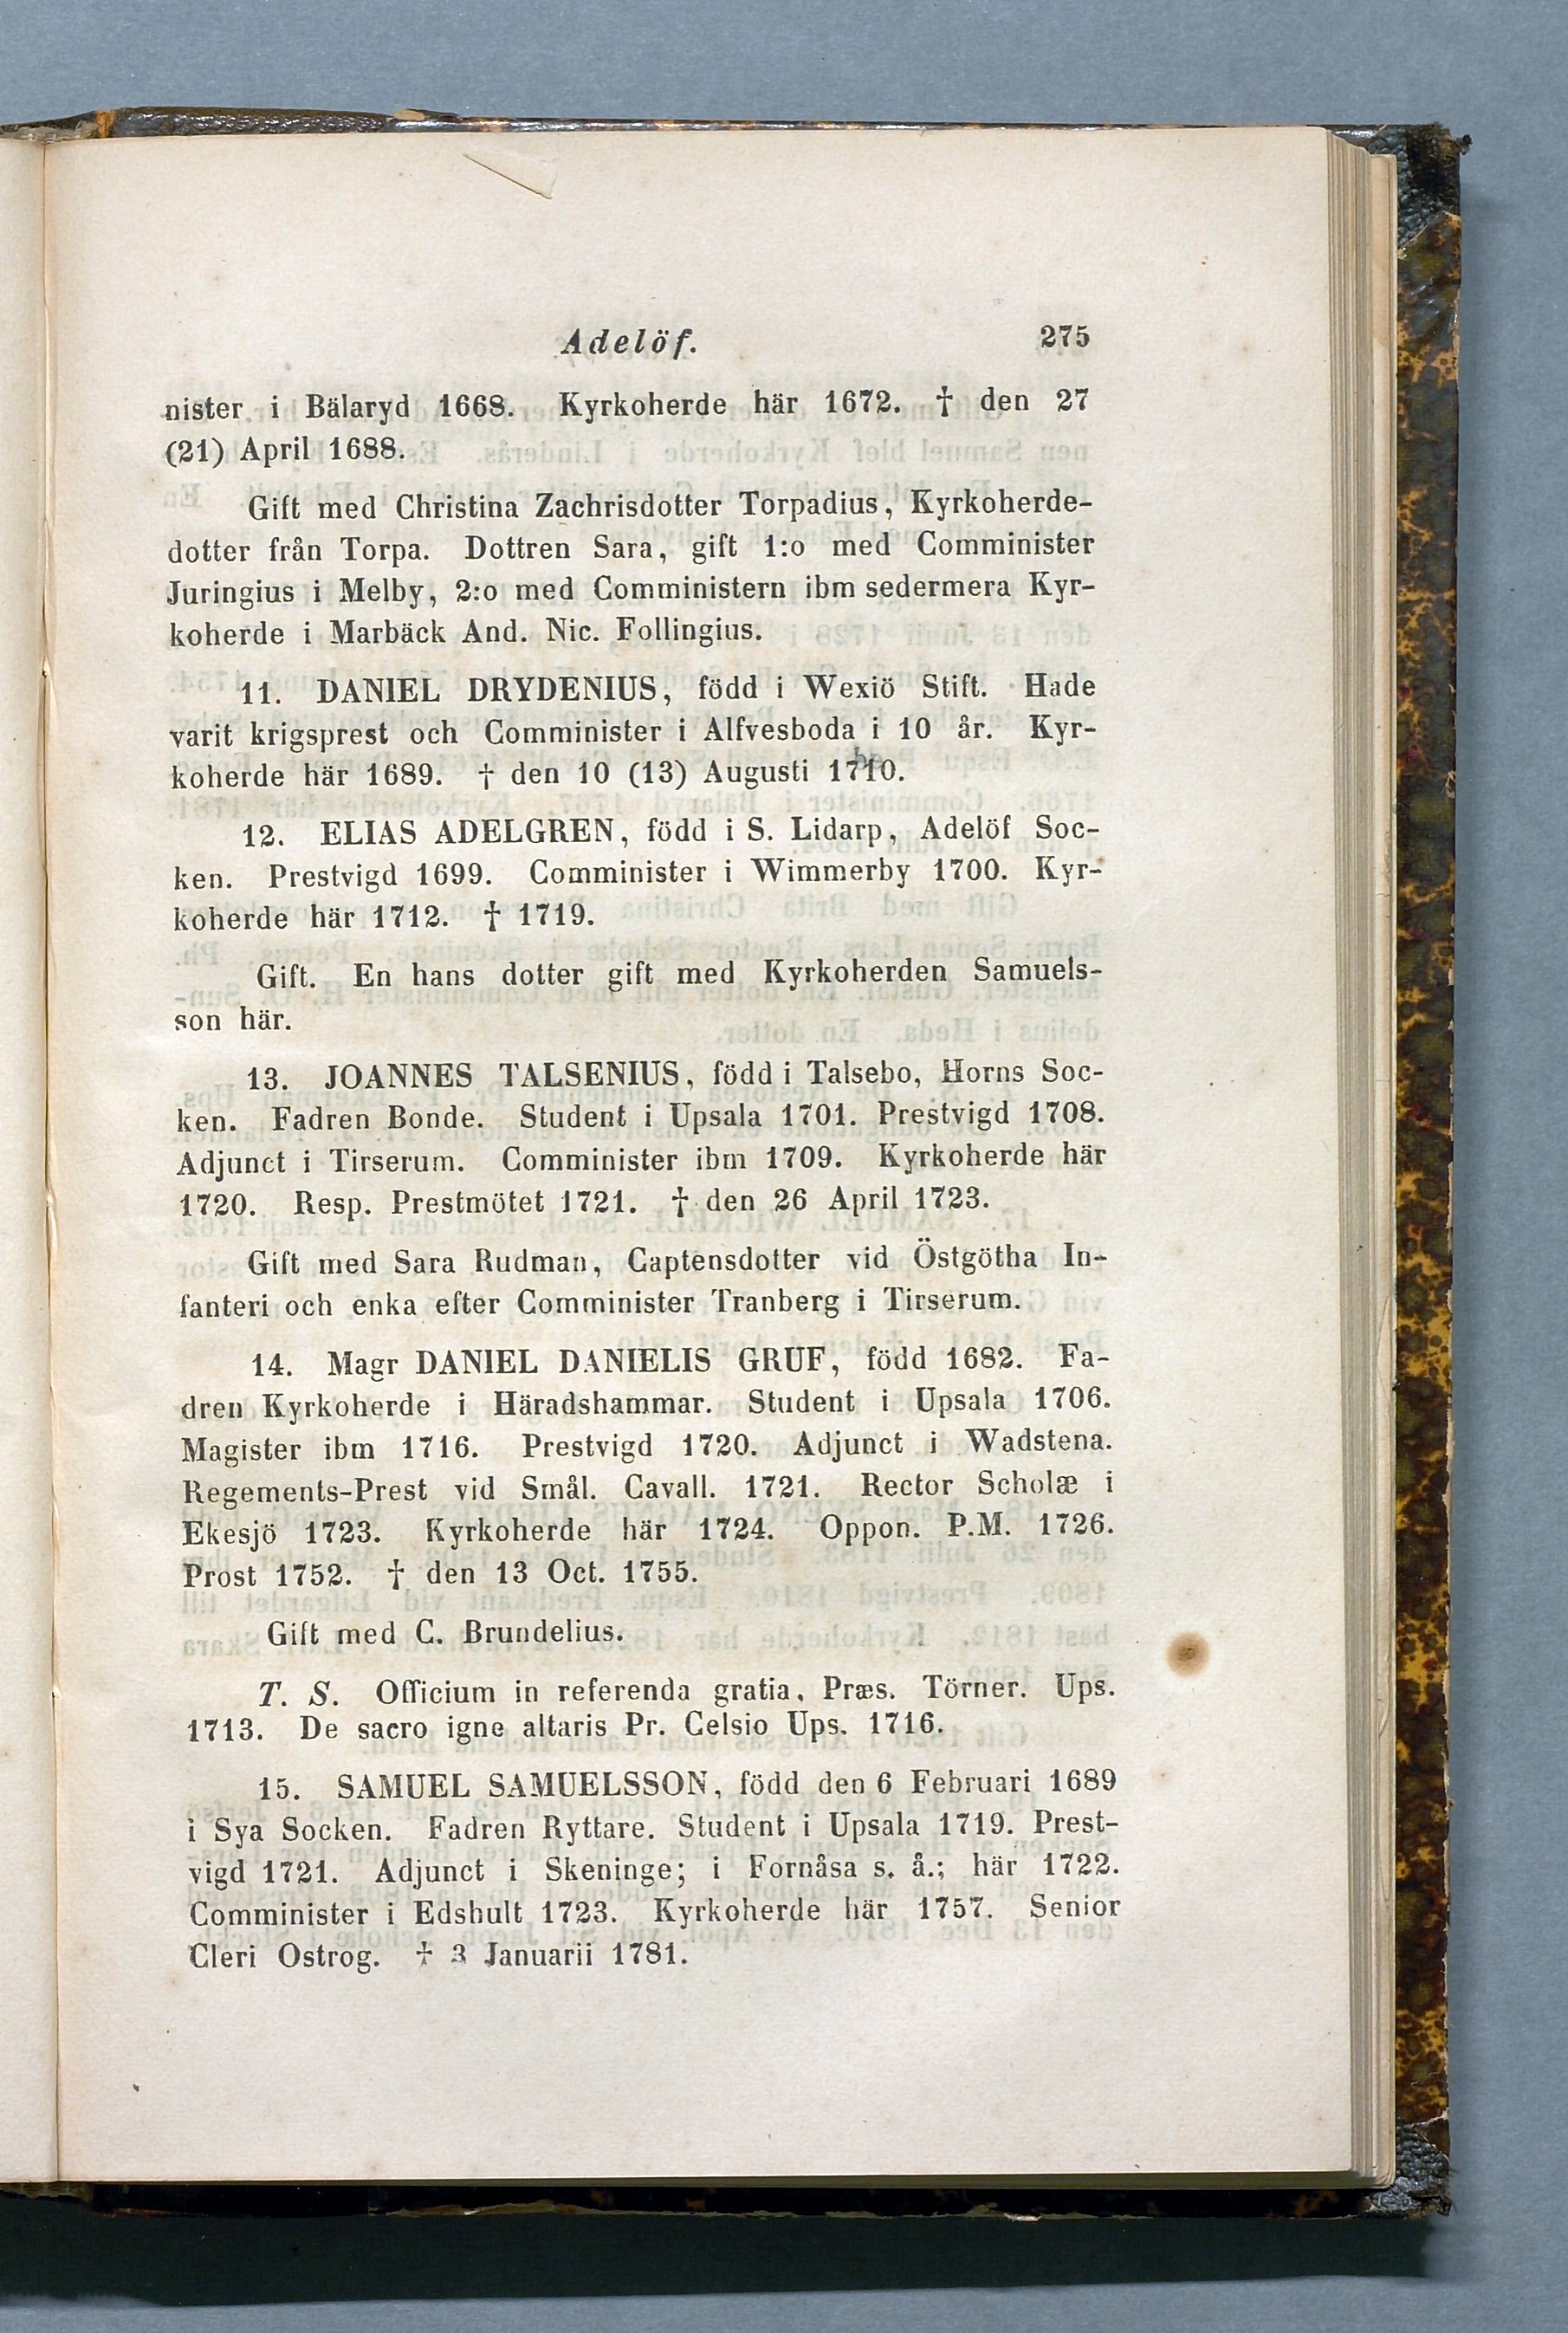 Adelöf. 275
nister i Bälaryd 1668. Kyrkoherde här 1672. † den 27
(21) April 1688.
Gift med Christina Zachrisdotter Torpadius, Kyrkoherde-
dotter från Torpa. Dottren Sara, gift 1:o med Comminister
Juringius i Melby, 2:o med Comministern ibm sedermera Kyr-
koherde i Marbäck And. Nic. Follingius.
11. DANIEL DRYDENIUS, född i Wexiö Stift. Hade
varit krigsprest och Comminister i Alfvesboda i 10 år. Kyr-
koherde här 1689. † den 10 (13) Augusti 1710.
12. ELIAS ADELGREN, född i S. Lidarp, Adelöf Soc-
ken. Prestvigd 1699. Comminister i Wimmerby 1700. Kyr-
koherde här 1712. † 1719.
Gift. En hans dotter gift med Kyrkoherden Samuels-
son här.
13. JOANNES TALSENIUS, född i Talsebo, Horns Soc-
ken. Fadren Bonde. Student i Upsala 1701. Prestvigd 1708.
Adjunct i Tirserum. Comminister ibm 1709. Kyrkoherde här
1720. Resp. Prestmötet 1721. † den 26 April 1723.
Gift med Sara Rudman, Captensdotter vid Östgötha In-
fanteri och enka efter Comminister Tranberg i Tirserum.
14. Magr DANIEL DANIELIS GRUF, född 1682. Fa-
dren Kyrkoherde i Häradshammar. Student i Upsala 1706.
Magister ibm 1716. Prestvigd 1720. Adjunct i Wadstena.
Regements-Prest vid Smål. Cavall. 1721. Rector Scholæ i
Ekesjö 1723. Kyrkoherde här 1724. Oppon. P.M. 1726.
Prost 1752. † den 13 Oct. 1755.
Gift med C. Brundelius.
T. S. Officium in referenda gratia, Præs. Törner. Ups.
1713. De sacro igne altaris Pr. Celsio Ups. 1716.
15. SAMUEL SAMUELSSON, född den 6 Februari 1689
i Sya Socken. Fadren Ryttare. Student i Upsala 1719. Prest-
vigd 1721. Adjunct i Skeninge; i Fornåsa s. å.; här 1722.
Comminister i Edshult 1723. Kyrkoherde här 1757. Senior
Cleri Ostrog. † 3 Januarii 1781.